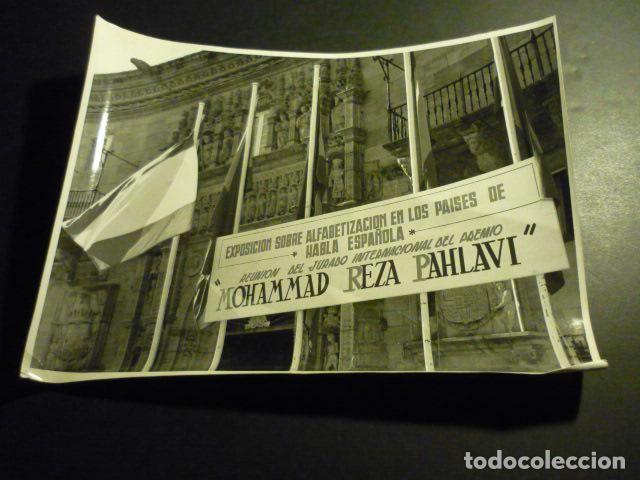 EXPOSICION SOBRE ALFABETIZACION EN LOS PAISES DE
* HABLA ESPAÑOLA *
REUNION DEL JURADO INTERNACIONAL DEL PREMIO
"MOHAMMAD REZA PAHLAVI"
todocoleccion.net